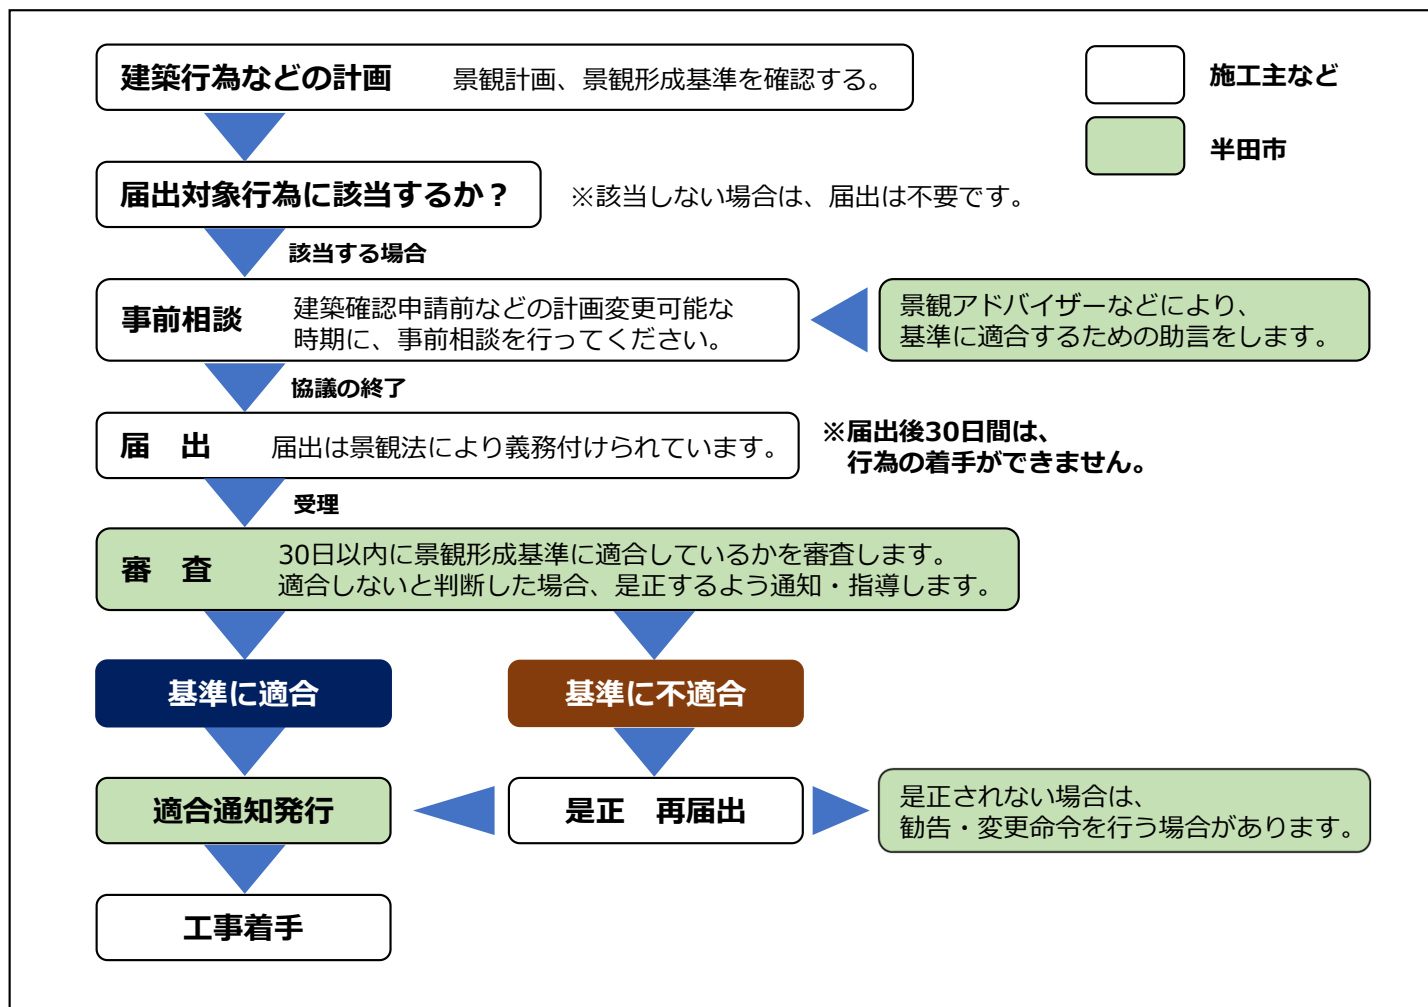 建築行為などの計画 景観計画、景観形成基準を確認する。
施工主など
半田市
届出対象行為に該当するか？ ※該当しない場合は、届出は不要です。
該当する場合
事前相談
建築確認申請前などの計画変更可能な
時期に、事前相談を行ってください。
景観アドバイザーなどにより、
基準に適合するための助言をします。
協議の終了
届　出 届出は景観法により義務付けられています。
※届出後30日間は、
行為の着手ができません。
受理
審　査
30日以内に景観形成基準に適合しているかを審査します。
適合しないと判断した場合、是正するよう通知・指導します。
基準に適合
基準に不適合
適合通知発行
是正　再届出
是正されない場合は、
勧告・変更命令を行う場合があります。
工事着手